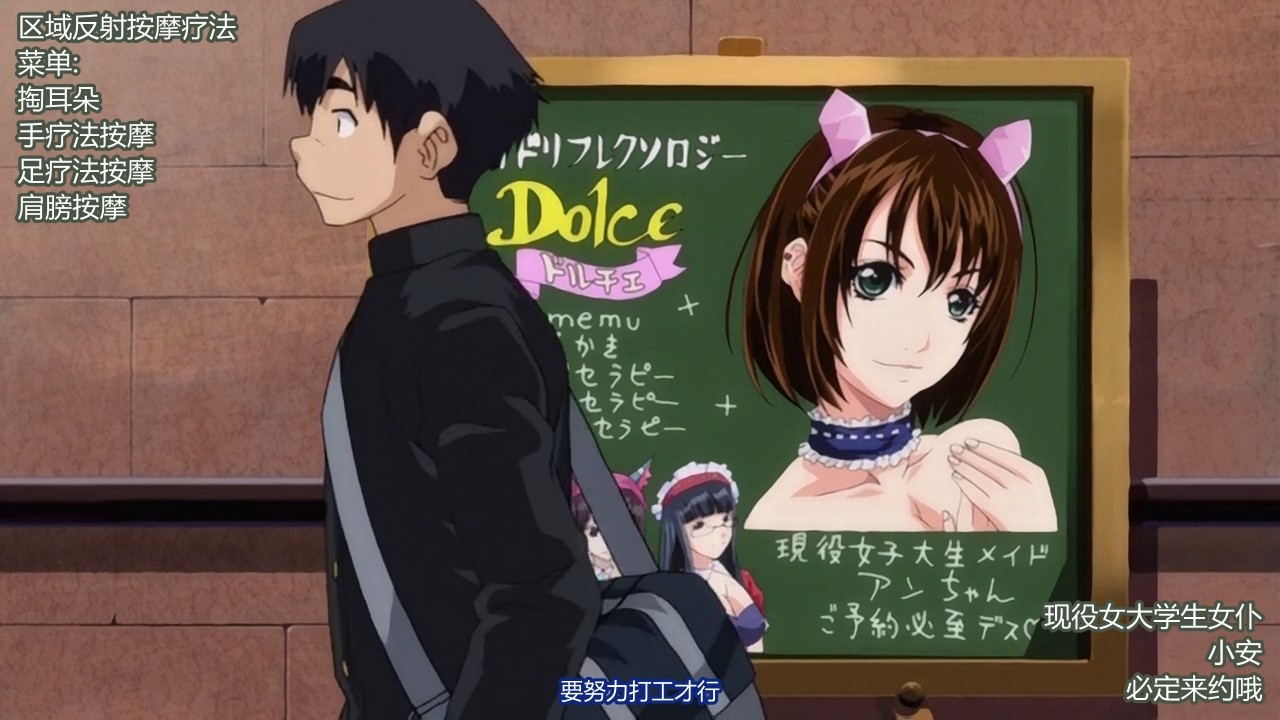 区域反射按摩疗法
菜单:
掏耳朵
手疗法按摩
足疗法按摩
肩膀按摩
ドリフレクソロジー
Dolce
ドルチェ
memu
かき
セラピー
セラピー
セラピー
現役女子大生メイド
アンちゃん
ご予約必至デス♡
现役女大学生女仆
小安
必定来约哦
要努力打工才行